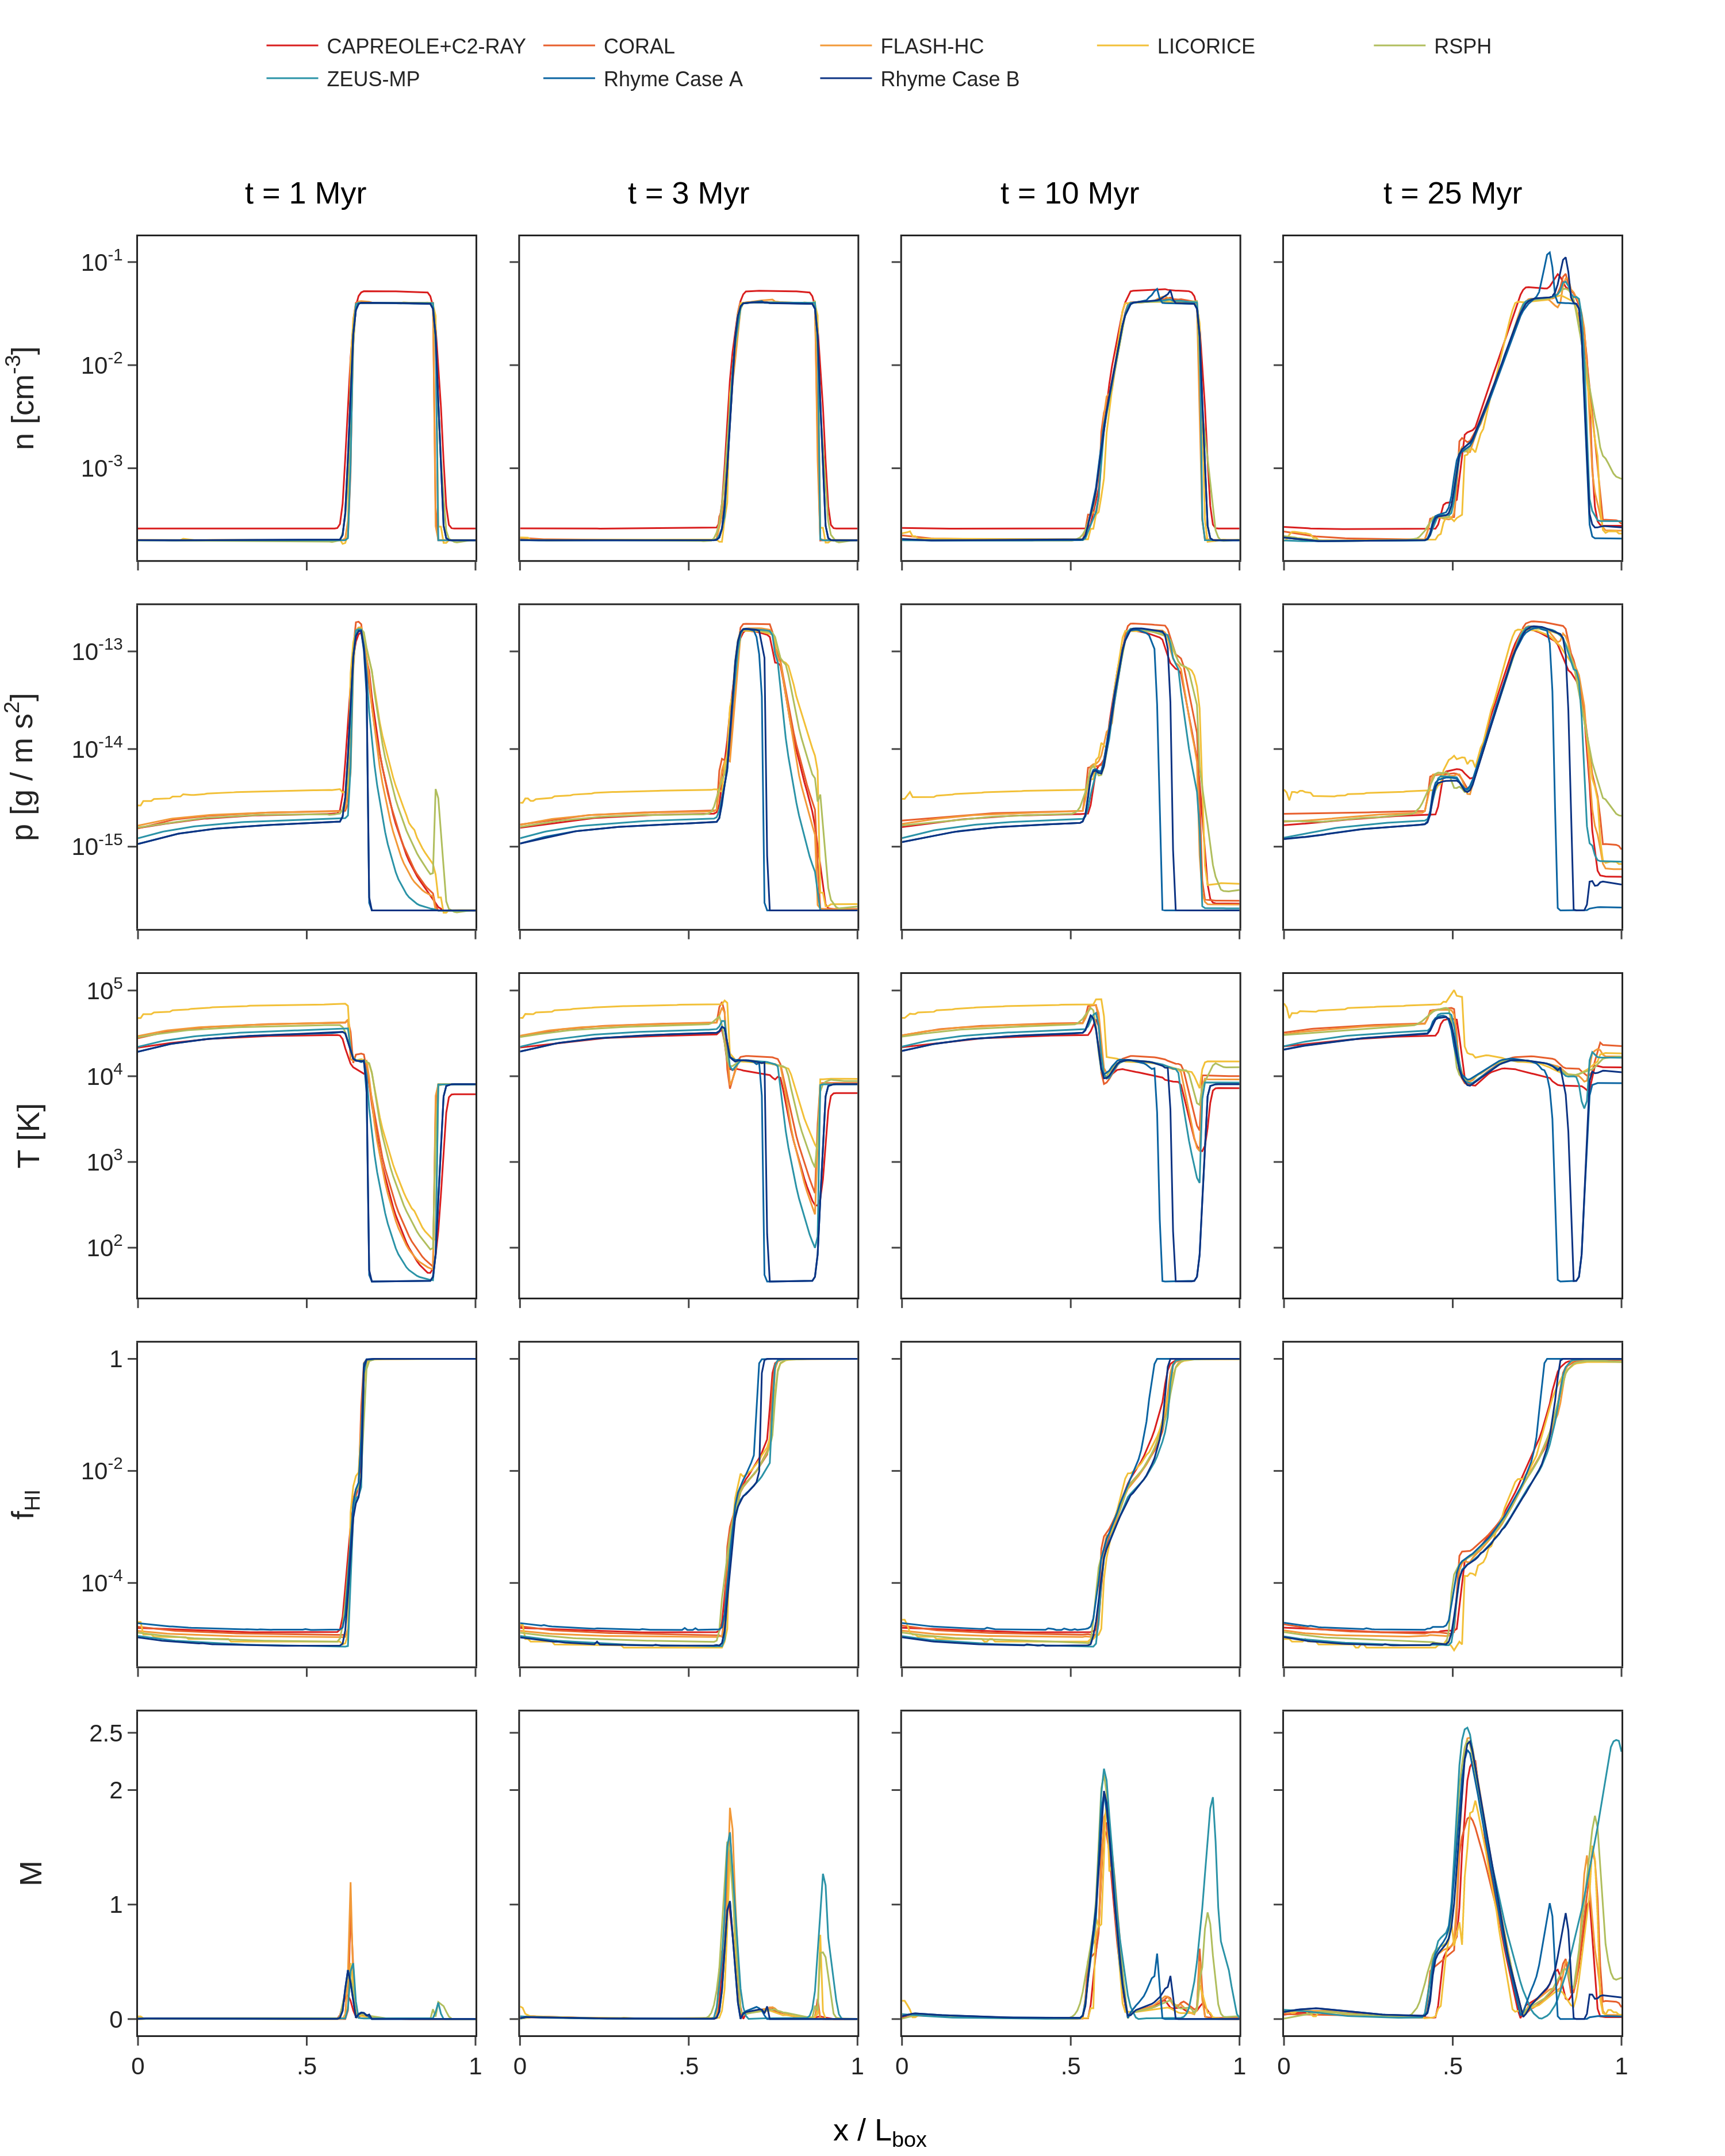 CAPREOLE+C2-RAY CORAL FLASH-HC LICORICE RSPH
ZEUS-MP Rhyme Case A Rhyme Case B
t = 1 Myr t = 3 Myr t = 10 Myr t = 25 Myr
n [cm-3]
10-1
10-2
10-3
p [g / m s2]
10-13
10-14
10-15
T [K]
105
104
103
102
fHI
1
10-2
10-4
M
2.5
2
1
0
0 .5 1 0 .5 1 0 .5 1 0 .5 1
x / Lbox